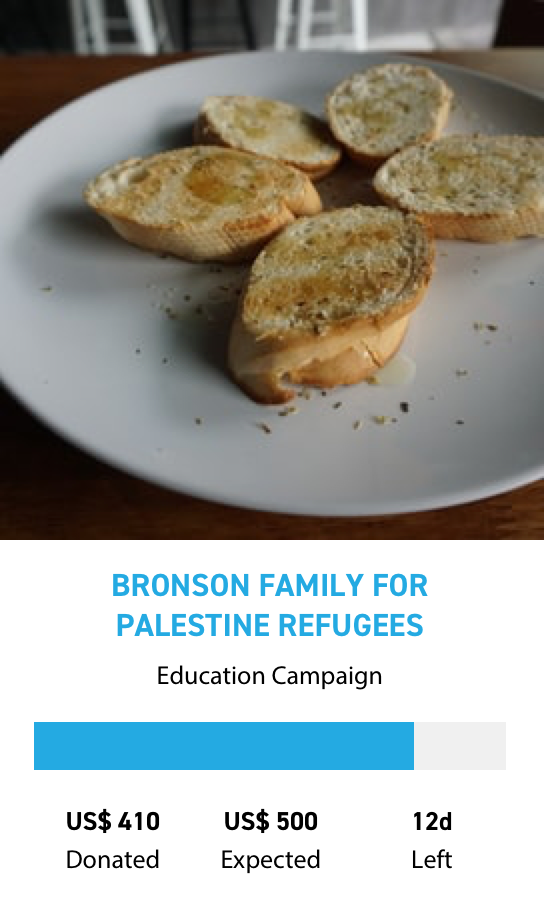 BRONSON FAMILY FOR
PALESTINE REFUGEES
Education Campaign
US$ 410 US$ 500 12d
Donated Expected Left